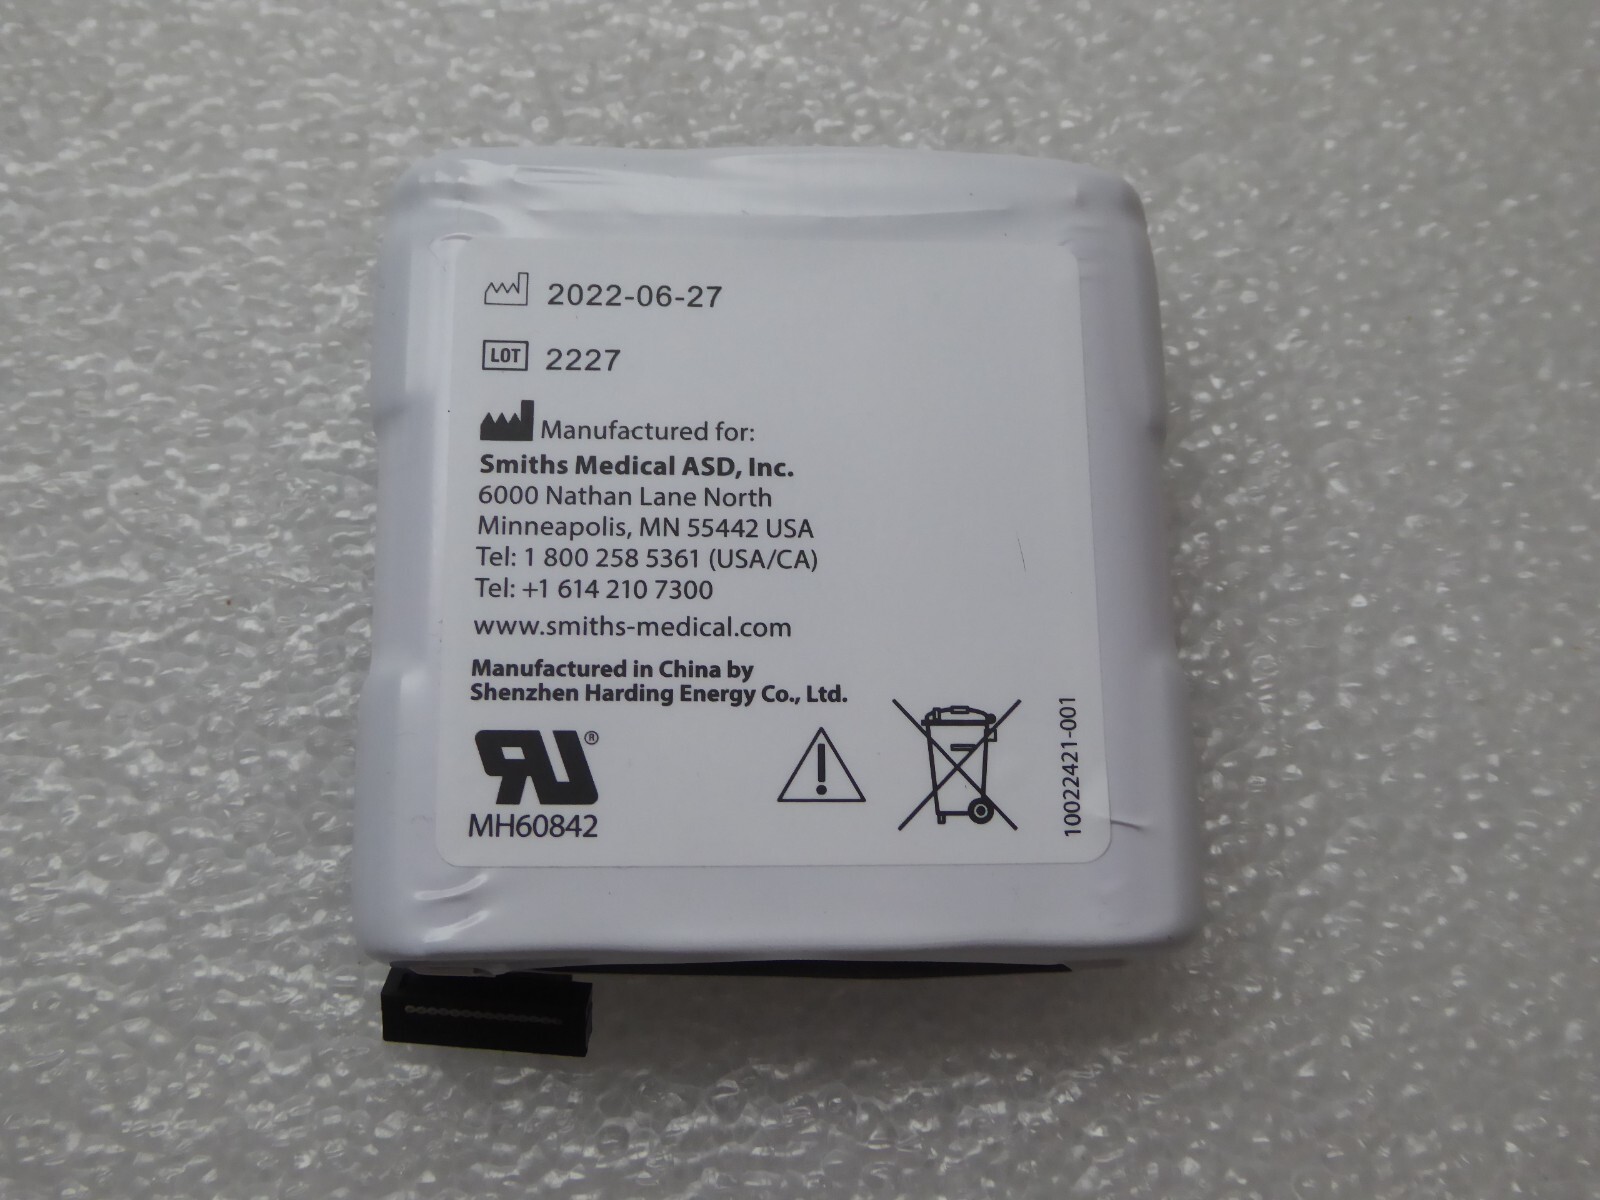 2022-06-27
LOT 2227
Manufactured for:
Smiths Medical ASD, Inc.
6000 Nathan Lane North
Minneapolis, MN 55442 USA
Tel: 1 800 258 5361 (USA/CA)
Tel: +1 614 210 7300
www.smiths-medical.com
Manufactured in China by
Shenzhen Harding Energy Co., Ltd.
RU®
MH60842
10022421-001